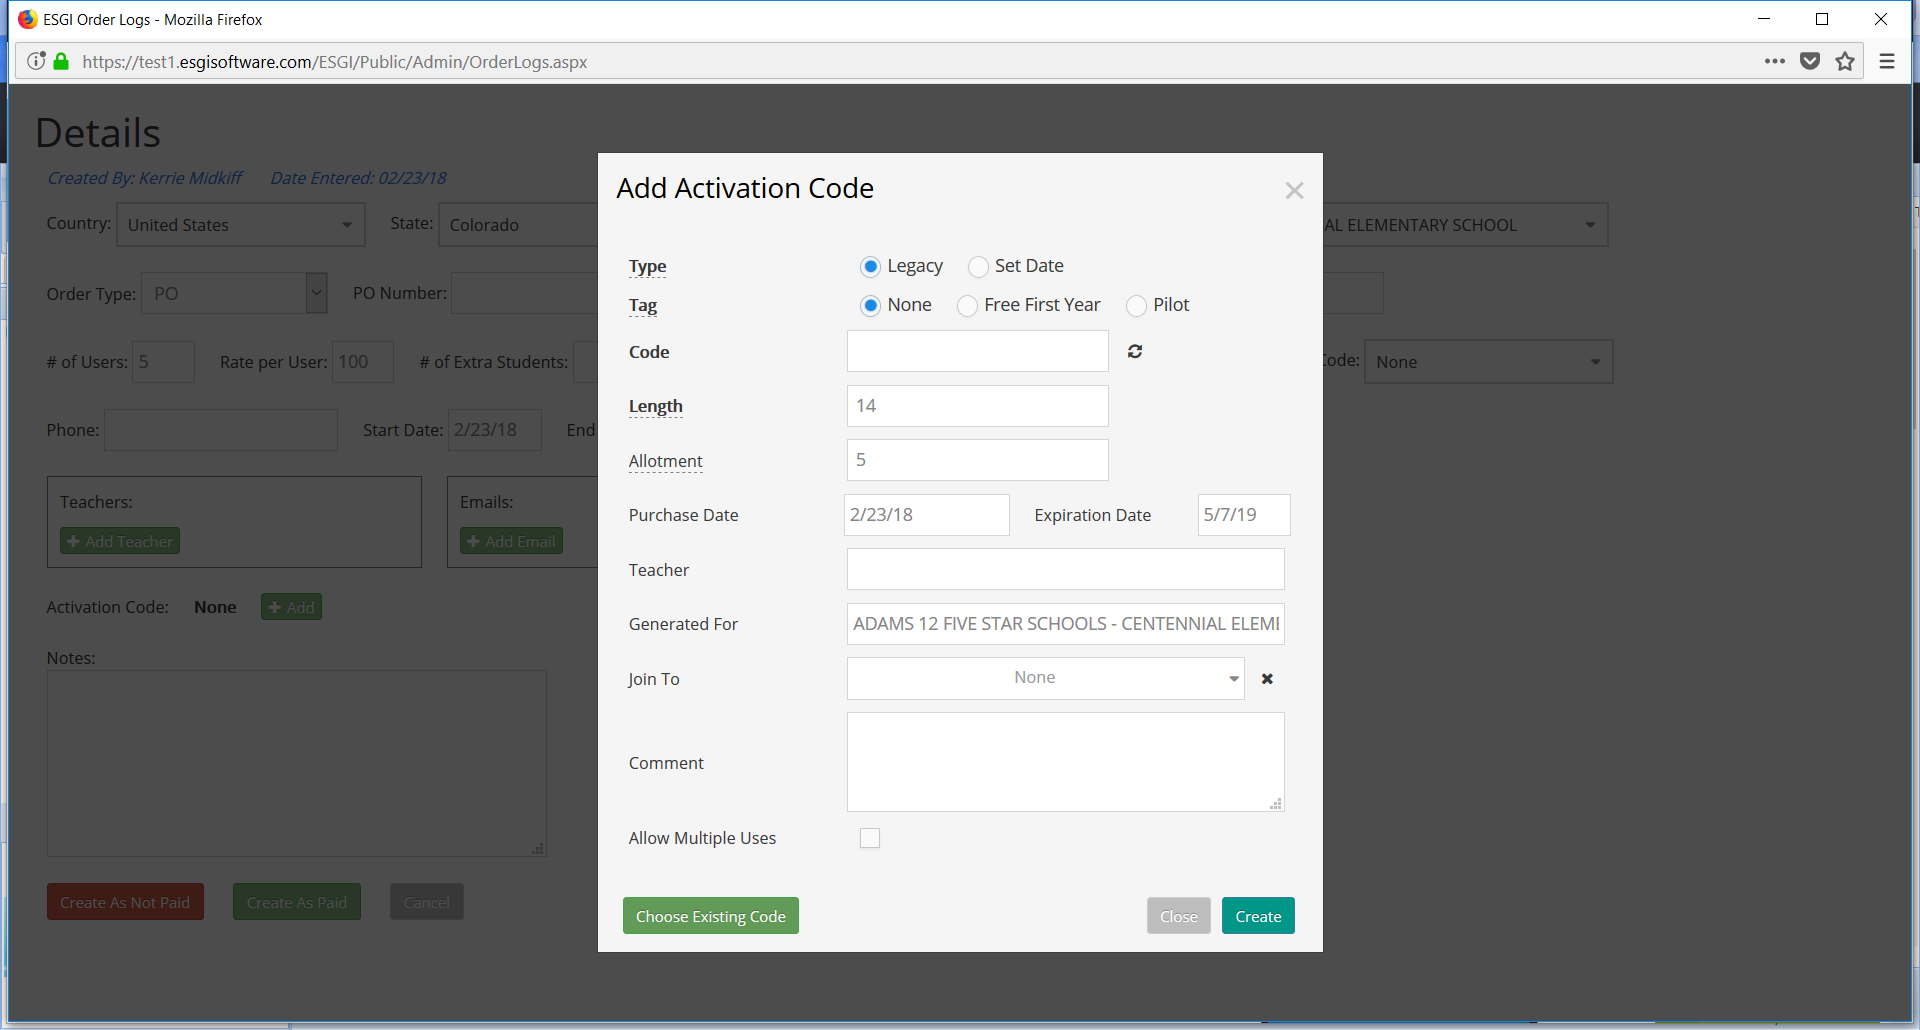 ESGI Order Logs - Mozilla Firefox
https://test1.esgisoftware.com/ESGI/Public/Admin/OrderLogs.aspx
Details
Created By: Kerrie Midkiff Date Entered: 02/23/18
Country: United States State: Colorado AL ELEMENTARY SCHOOL
Order Type: PO PO Number:
# of Users: 5 Rate per User: 100 # of Extra Students: Code: None
Phone: Start Date: 2/23/18 End
Teachers: Emails:
Add Teacher Add Email
Activation Code: None Add
Notes:
Create As Not Paid Create As Paid Cancel
Add Activation Code
Type Legacy Set Date
Tag None Free First Year Pilot
Code
Length 14
Allotment 5
Purchase Date 2/23/18 Expiration Date 5/7/19
Teacher
Generated For ADAMS 12 FIVE STAR SCHOOLS - CENTENNIAL ELEME
Join To None
Comment
Allow Multiple Uses
Choose Existing Code Close Create